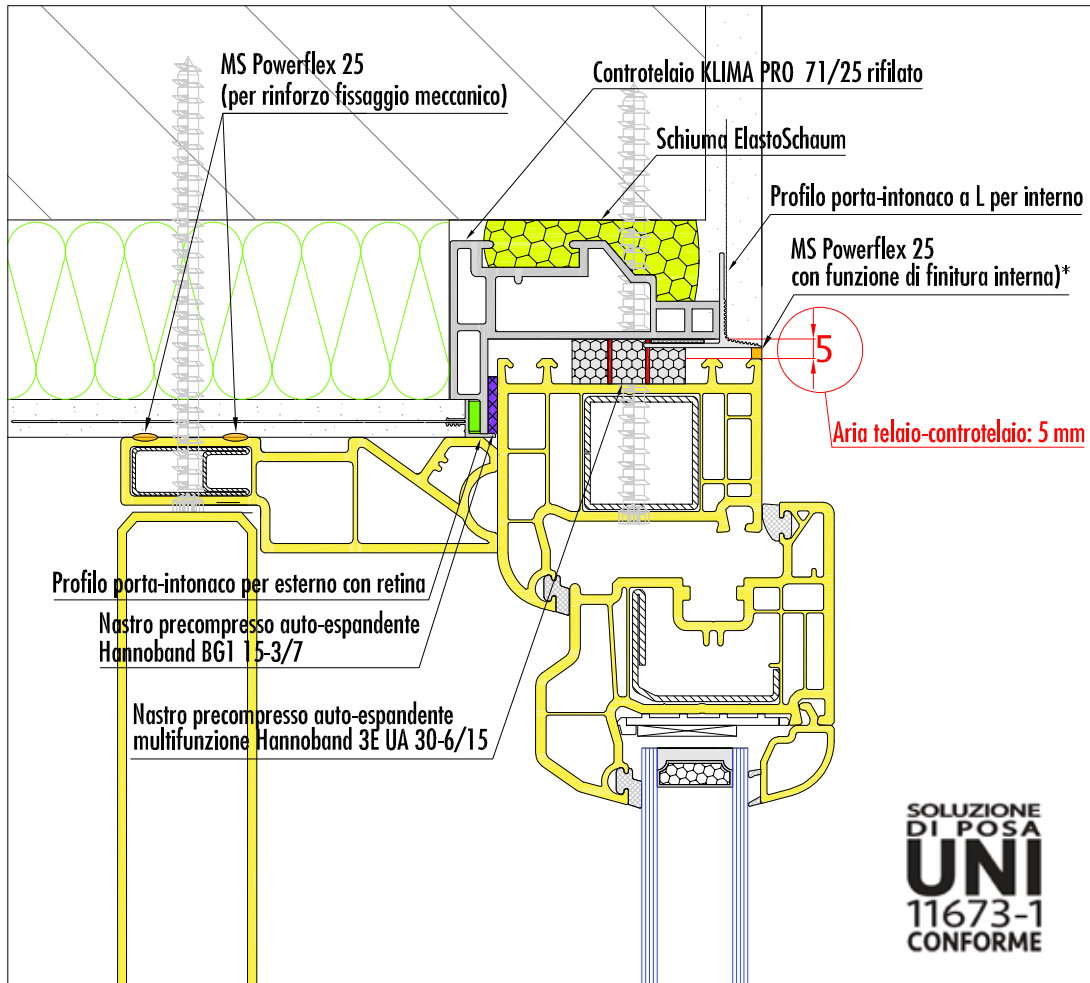 MS Powerflex 25
(per rinforzo fissaggio meccanico)
Controtelaio KLIMA PRO 71/25 rifilato
Schiuma ElastoSchaum
Profilo porta-intonaco a L per interno
MS Powerflex 25
con funzione di finitura interna)*
5
Aria telaio-controtelaio: 5 mm
Profilo porta-intonaco per esterno con retina
Nastro precompresso auto-espandente
Hannoband BG1 15-3/7
Nastro precompresso auto-espandente
multifunzione Hannoband 3E UA 30-6/15
SOLUZIONE
DI POSA
UNI
11673-1
CONFORME